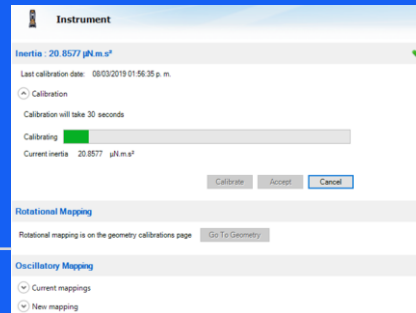 Instrument
Inertia : 20.8577 µN.m.s²
Last calibration date: 08/03/2019 01:56:35 p. m.
Calibration
Calibration will take 30 seconds
Calibrating
Current inertia 20.8577 µN.m.s²
Calibrate Accept Cancel
Rotational Mapping
Rotational mapping is on the geometry calibrations page Go To Geometry
Oscillatory Mapping
Current mappings
New mapping